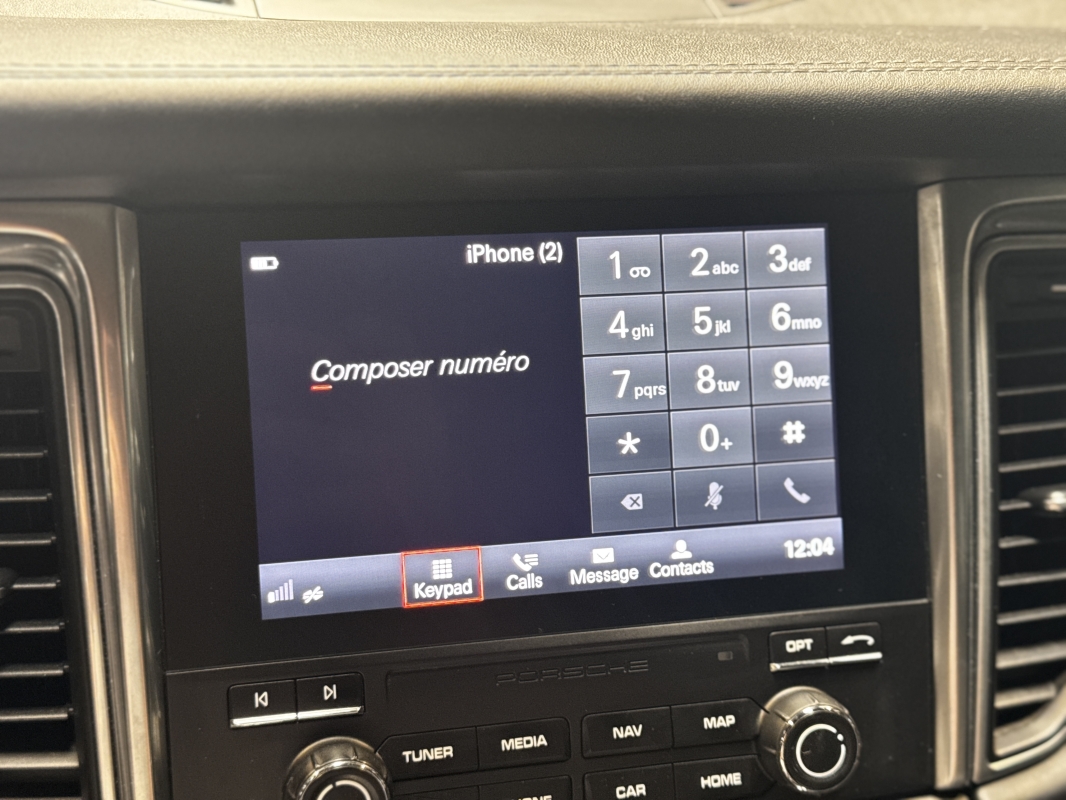 iPhone (2)
Composer numéro
1
2 abc
3 def
4 ghi
5 jkl
6 mno
7 pqrs
8 tuv
9 wxyz
*
0 +
#
Keypad
Calls
Message
Contacts
12:04
PORSCHE
OPT
TUNER
MEDIA
NAV
MAP
CAR
HOME